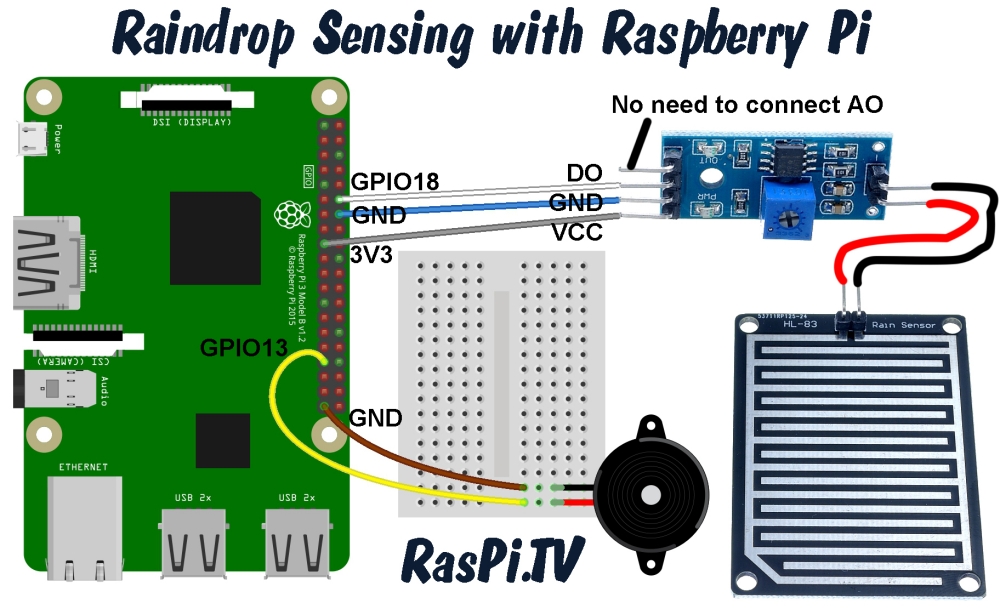 Raindrop Sensing with Raspberry Pi
DSI (DISPLAY)
No need to connect AO
Power
OUT
GPIO
GPIO18
DO
GND
GND
PWR
VCC
3V3
HDMI
Raspberry Pi 3 Model B v1.2
© Raspberry Pi 2015
HL-83
Rain Sensor
GPIO13
CSI (CAMERA)
Audio
GND
ETHERNET
USB 2x
USB 2x
RasPi.TV